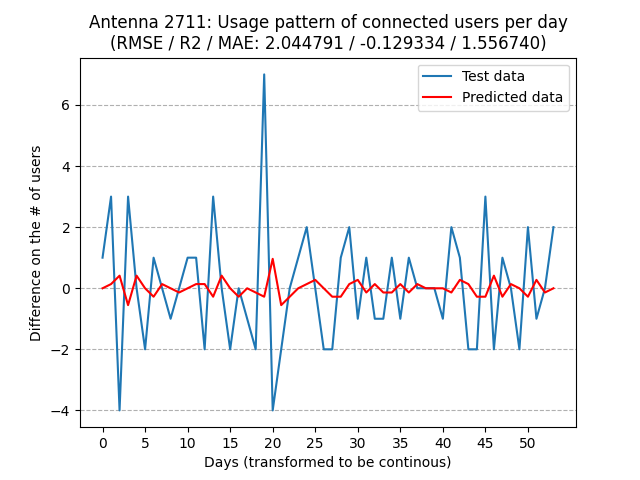 Antenna 2711: Usage pattern of connected users per day
(RMSE / R2 / MAE: 2.044791 / -0.129334 / 1.556740)
Test data
Predicted data
Difference on the # of users
6
4
2
0
−2
−4
0 5 10 15 20 25 30 35 40 45 50
Days (transformed to be continous)